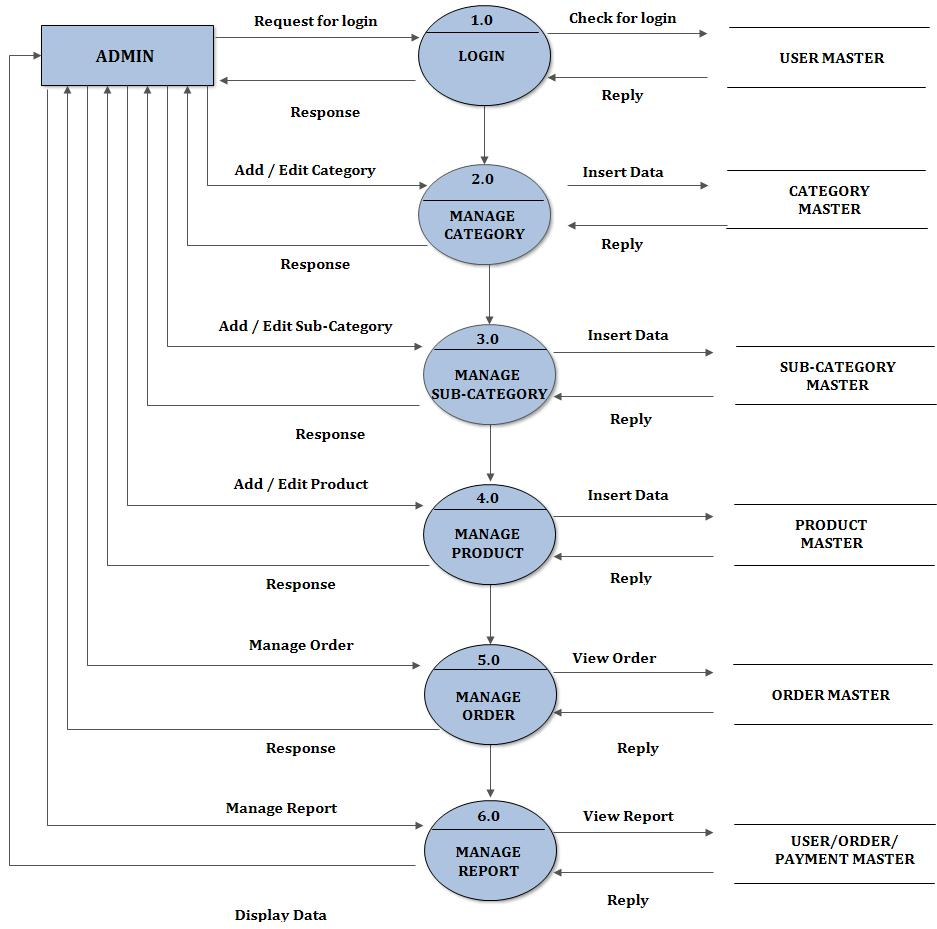 Request for login
1.0
Check for login
ADMIN
LOGIN
USER MASTER
Response
Reply
Add / Edit Category
2.0
Insert Data
MANAGE
CATEGORY
CATEGORY
MASTER
Response
Reply
Add / Edit Sub-Category
3.0
Insert Data
MANAGE
SUB-CATEGORY
SUB-CATEGORY
MASTER
Response
Reply
Add / Edit Product
4.0
Insert Data
MANAGE
PRODUCT
PRODUCT
MASTER
Response
Reply
Manage Order
5.0
View Order
MANAGE
ORDER
ORDER MASTER
Response
Reply
Manage Report
6.0
View Report
MANAGE
REPORT
USER/ORDER/
PAYMENT MASTER
Reply
Display Data